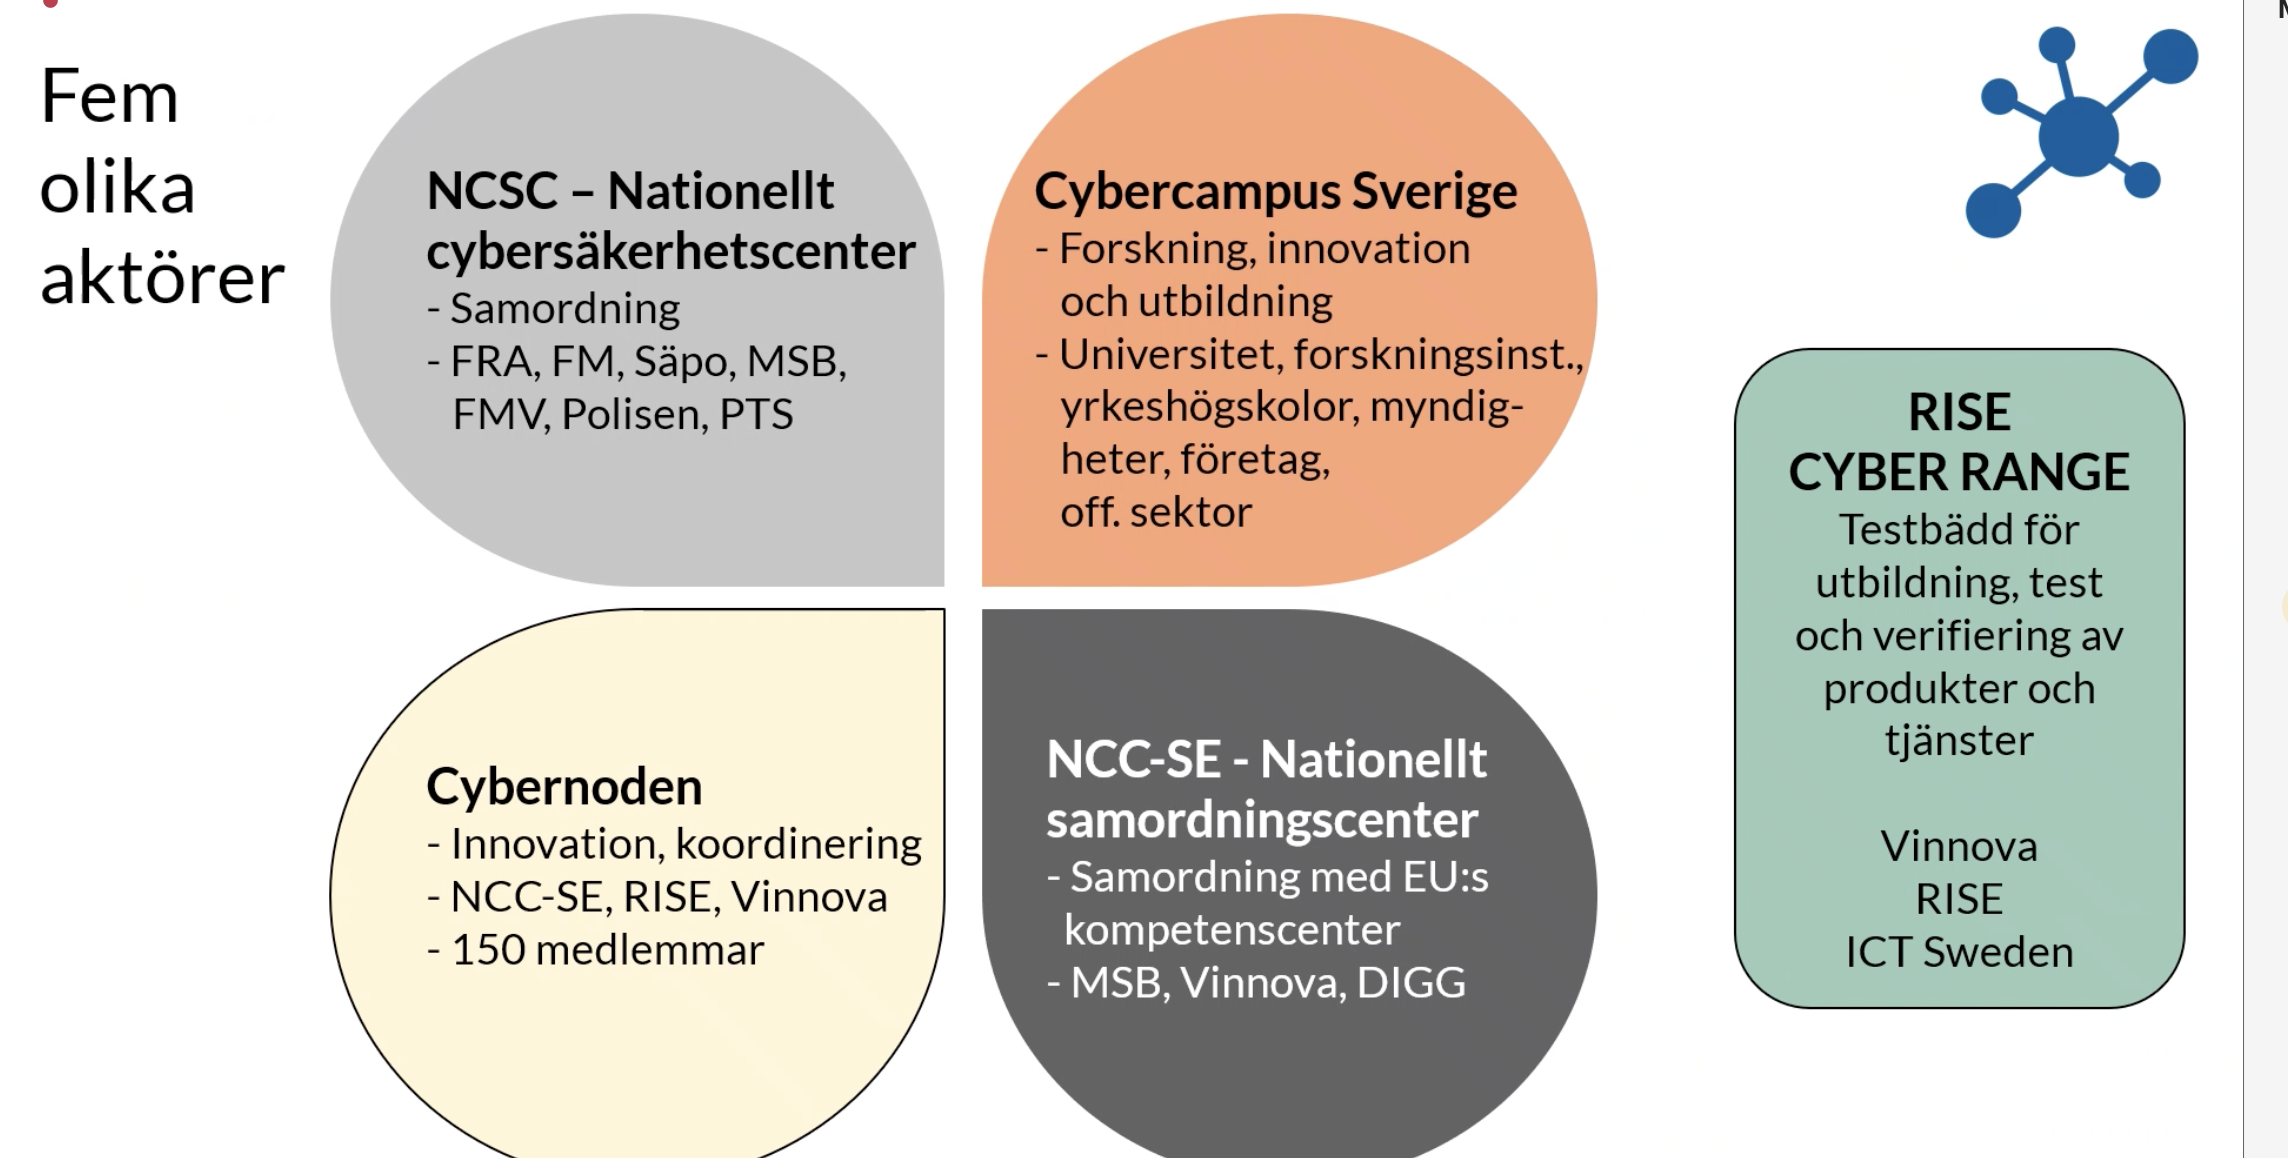 Fem
olika
aktörer
NCSC – Nationellt
cybersäkerhetscenter
- Samordning
- FRA, FM, Säpo, MSB,
FMV, Polisen, PTS
Cybercampus Sverige
- Forskning, innovation
och utbildning
- Universitet, forskningsinst.,
yrkeshögskolor, myndig-
heter, företag,
off. sektor
Cybernoden
- Innovation, koordinering
- NCC-SE, RISE, Vinnova
- 150 medlemmar
NCC-SE - Nationellt
samordningscenter
- Samordning med EU:s
kompetenscenter
- MSB, Vinnova, DIGG
RISE
CYBER RANGE
Testbädd för
utbildning, test
och verifiering av
produkter och
tjänster
Vinnova
RISE
ICT Sweden